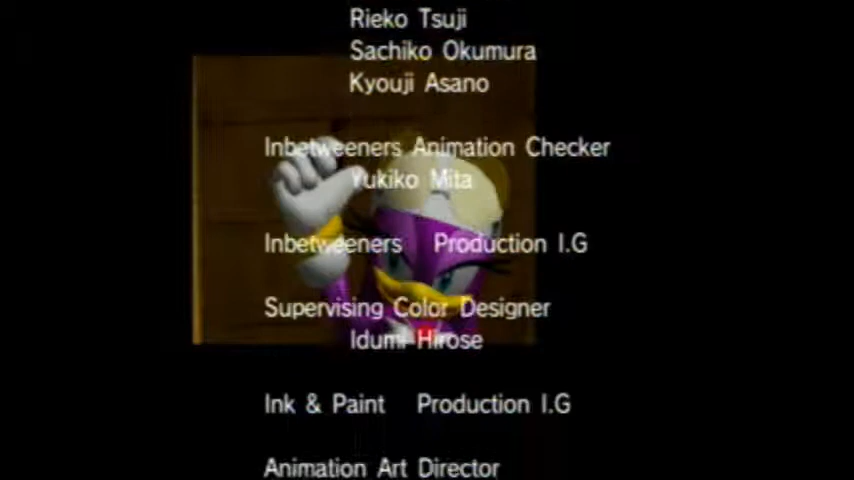 Rieko Tsuji
Sachiko Okumura
Kyouji Asano
Inbetweeners Animation Checker
Yukiko Mita
Inbetweeners Production I.G
Supervising Color Designer
Idumi Hirose
Ink & Paint Production I.G
Animation Art Director